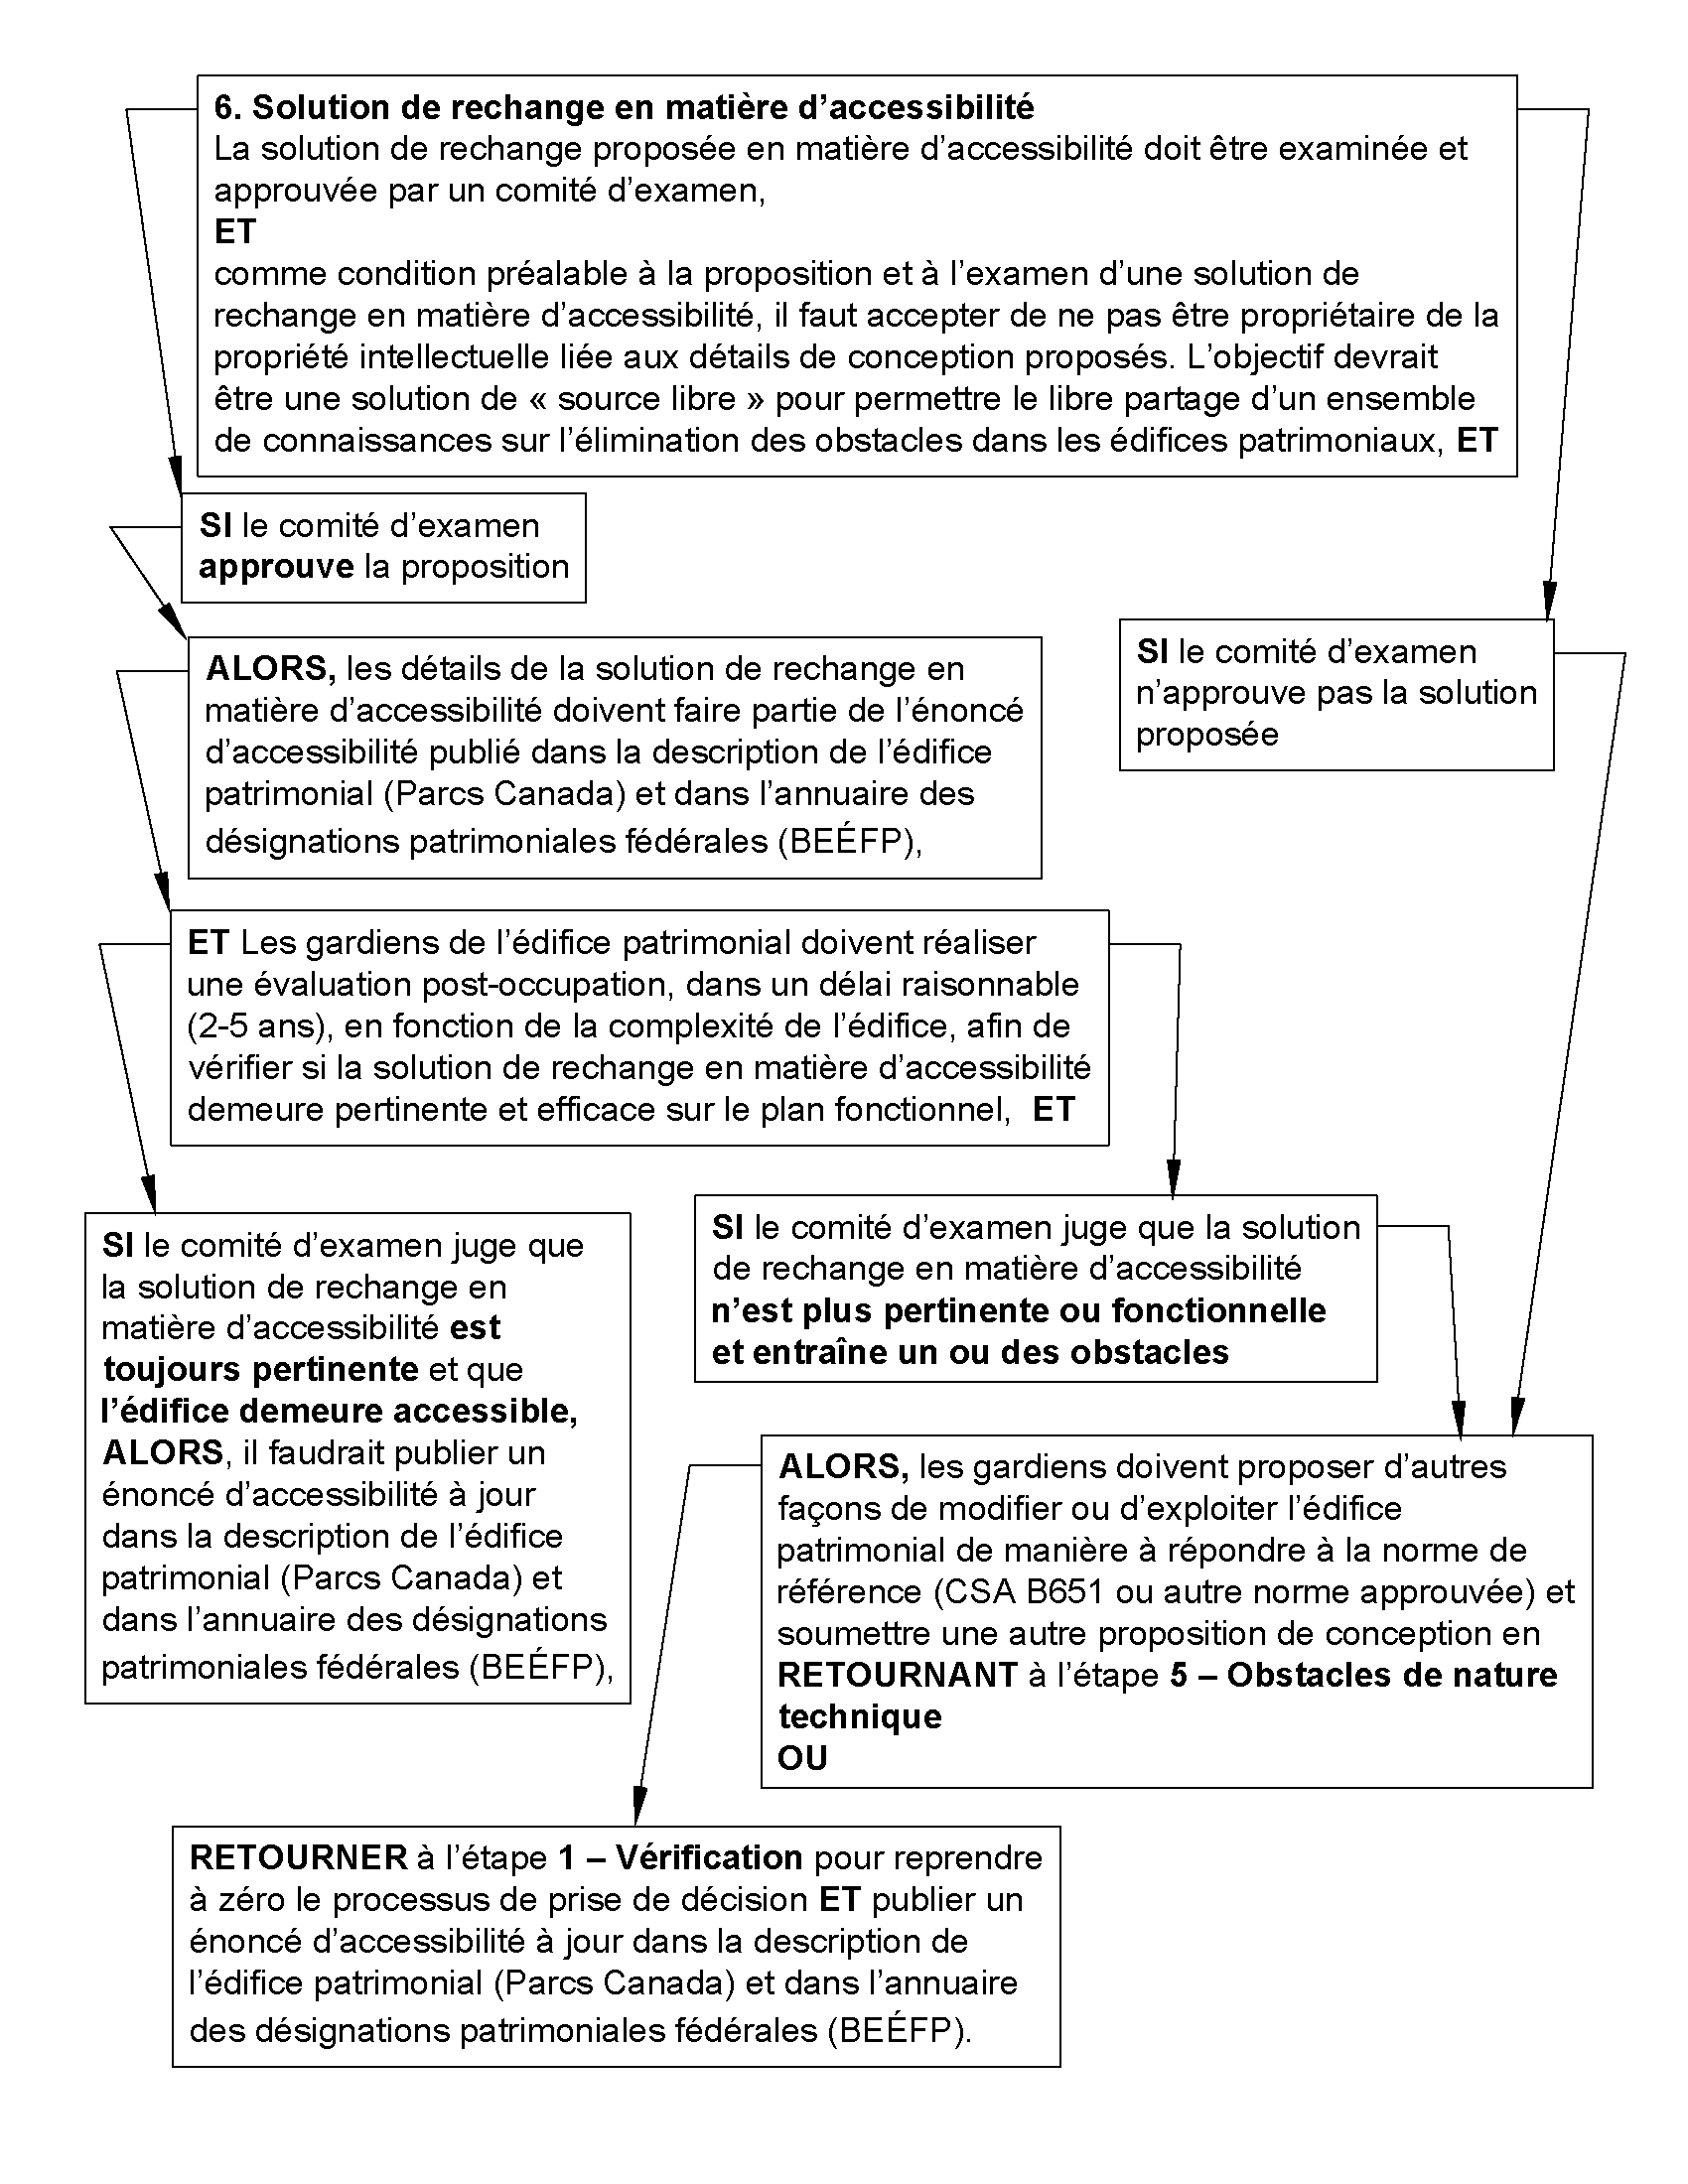 6. Solution de rechange en matière d’accessibilité
La solution de rechange proposée en matière d’accessibilité doit être examinée et
approuvée par un comité d’examen,
ET
comme condition préalable à la proposition et à l’examen d’une solution de
rechange en matière d’accessibilité, il faut accepter de ne pas être propriétaire de la
propriété intellectuelle liée aux détails de conception proposés. L’objectif devrait
être une solution de « source libre » pour permettre le libre partage d’un ensemble
de connaissances sur l’élimination des obstacles dans les édifices patrimoniaux, ET
SI le comité d’examen
approuve la proposition
SI le comité d’examen
n’approuve pas la solution
proposée
ALORS, les détails de la solution de rechange en
matière d’accessibilité doivent faire partie de l’énoncé
d’accessibilité publié dans la description de l’édifice
patrimonial (Parcs Canada) et dans l’annuaire des
désignations patrimoniales fédérales (BEÉFP),
ET Les gardiens de l’édifice patrimonial doivent réaliser
une évaluation post-occupation, dans un délai raisonnable
(2-5 ans), en fonction de la complexité de l’édifice, afin de
vérifier si la solution de rechange en matière d’accessibilité
demeure pertinente et efficace sur le plan fonctionnel, ET
SI le comité d’examen juge que
la solution de rechange en
matière d’accessibilité est
toujours pertinente et que
l’édifice demeure accessible,
ALORS, il faudrait publier un
énoncé d’accessibilité à jour
dans la description de l’édifice
patrimonial (Parcs Canada) et
dans l’annuaire des désignations
patrimoniales fédérales (BEÉFP),
SI le comité d’examen juge que la solution
de rechange en matière d’accessibilité
n’est plus pertinente ou fonctionnelle
et entraîne un ou des obstacles
ALORS, les gardiens doivent proposer d’autres
façons de modifier ou d’exploiter l’édifice
patrimonial de manière à répondre à la norme de
référence (CSA B651 ou autre norme approuvée) et
soumettre une autre proposition de conception en
RETOURNANT à l’étape 5 – Obstacles de nature
technique
OU
RETOURNER à l’étape 1 – Vérification pour reprendre
à zéro le processus de prise de décision ET publier un
énoncé d’accessibilité à jour dans la description de
l’édifice patrimonial (Parcs Canada) et dans l’annuaire
des désignations patrimoniales fédérales (BEÉFP).